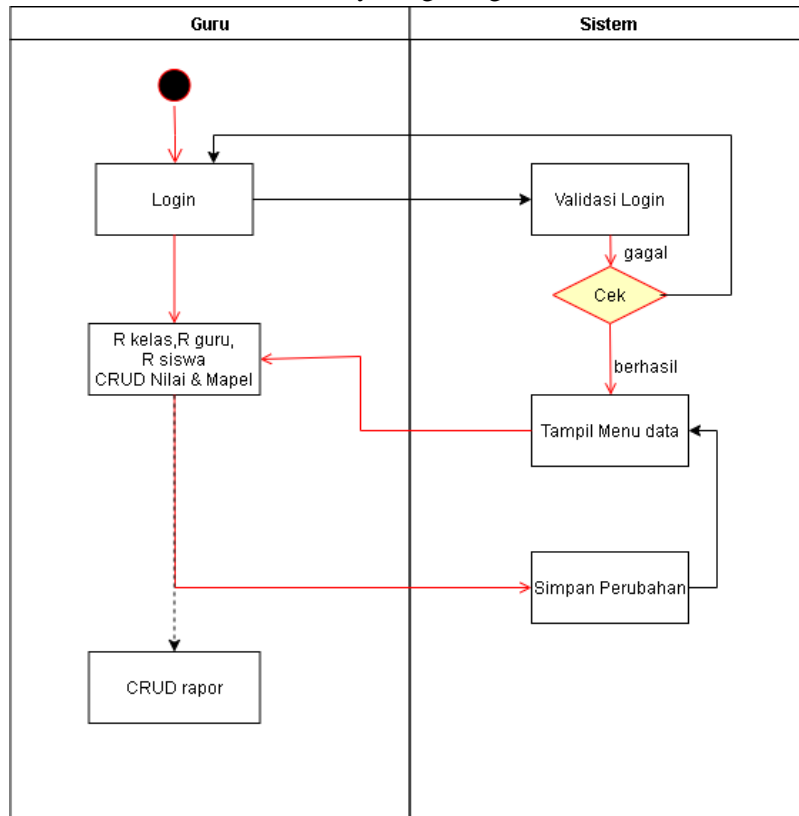 Guru
Sistem
Login
Validasi Login
gagal
Cek
R kelas,R guru,
R siswa
CRUD Nilai & Mapel
berhasil
Tampil Menu data
Simpan Perubahan
CRUD rapor